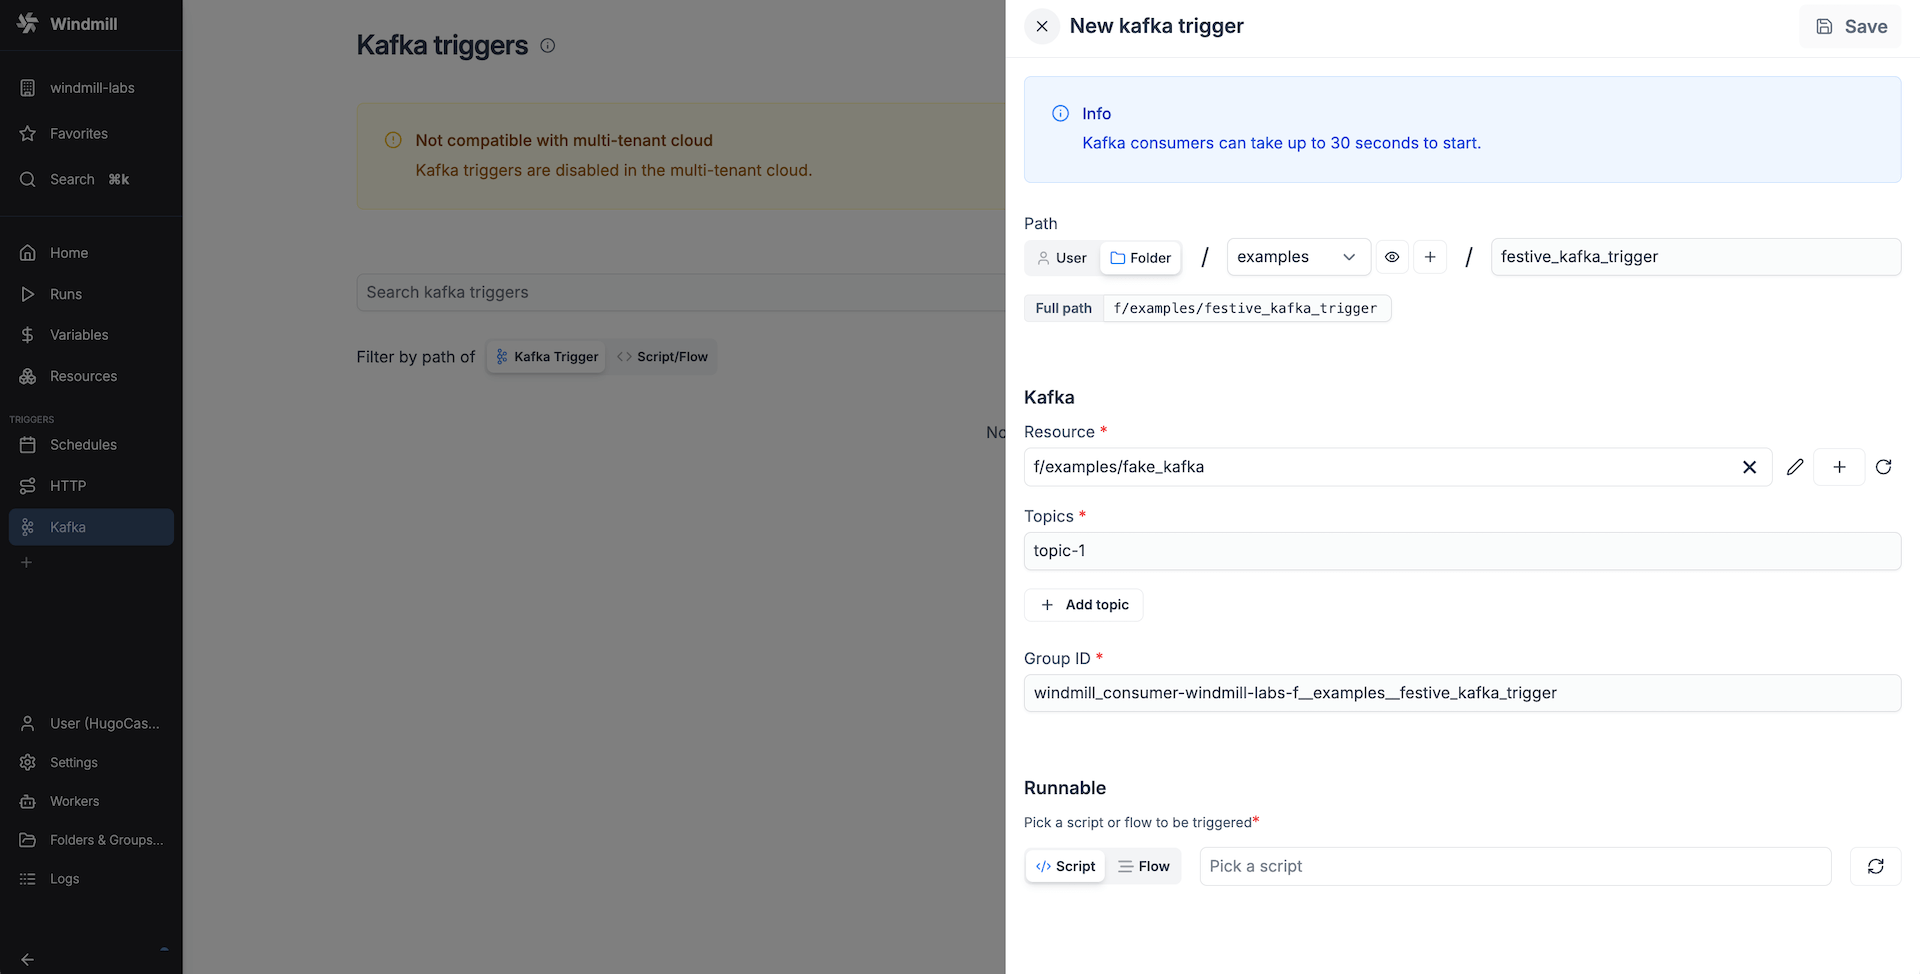 Windmill
windmill-labs
Favorites
Search ⌘k
Home
Runs
Variables
Resources
TRIGGERS
Schedules
HTTP
Kafka
User (HugoCas...
Settings
Workers
Folders & Groups...
Logs
Kafka triggers
Not compatible with multi-tenant cloud
Kafka triggers are disabled in the multi-tenant cloud.
Search kafka triggers
Filter by path of Kafka Trigger Script/Flow
No
New kafka trigger
Save
Info
Kafka consumers can take up to 30 seconds to start.
Path
User Folder / examples / festive_kafka_trigger
Full path f/examples/festive_kafka_trigger
Kafka
Resource *
f/examples/fake_kafka
Topics *
topic-1
Add topic
Group ID *
windmill_consumer-windmill-labs-f__examples__festive_kafka_trigger
Runnable
Pick a script or flow to be triggered*
Script Flow Pick a script